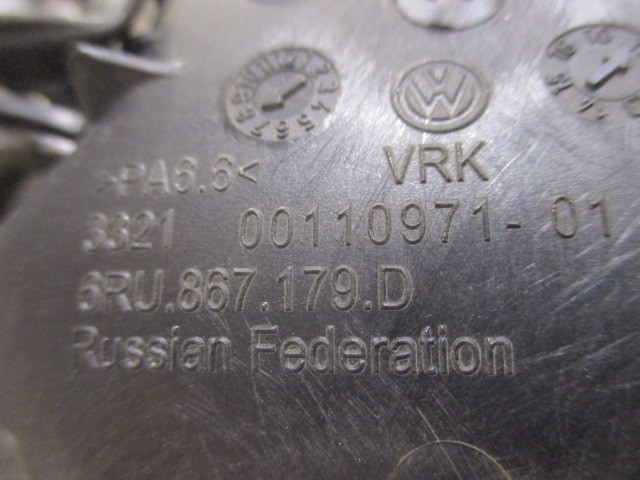 >PA6.6< VRK
3321 00110971-01
6RU.867.179.D
Russian Federation